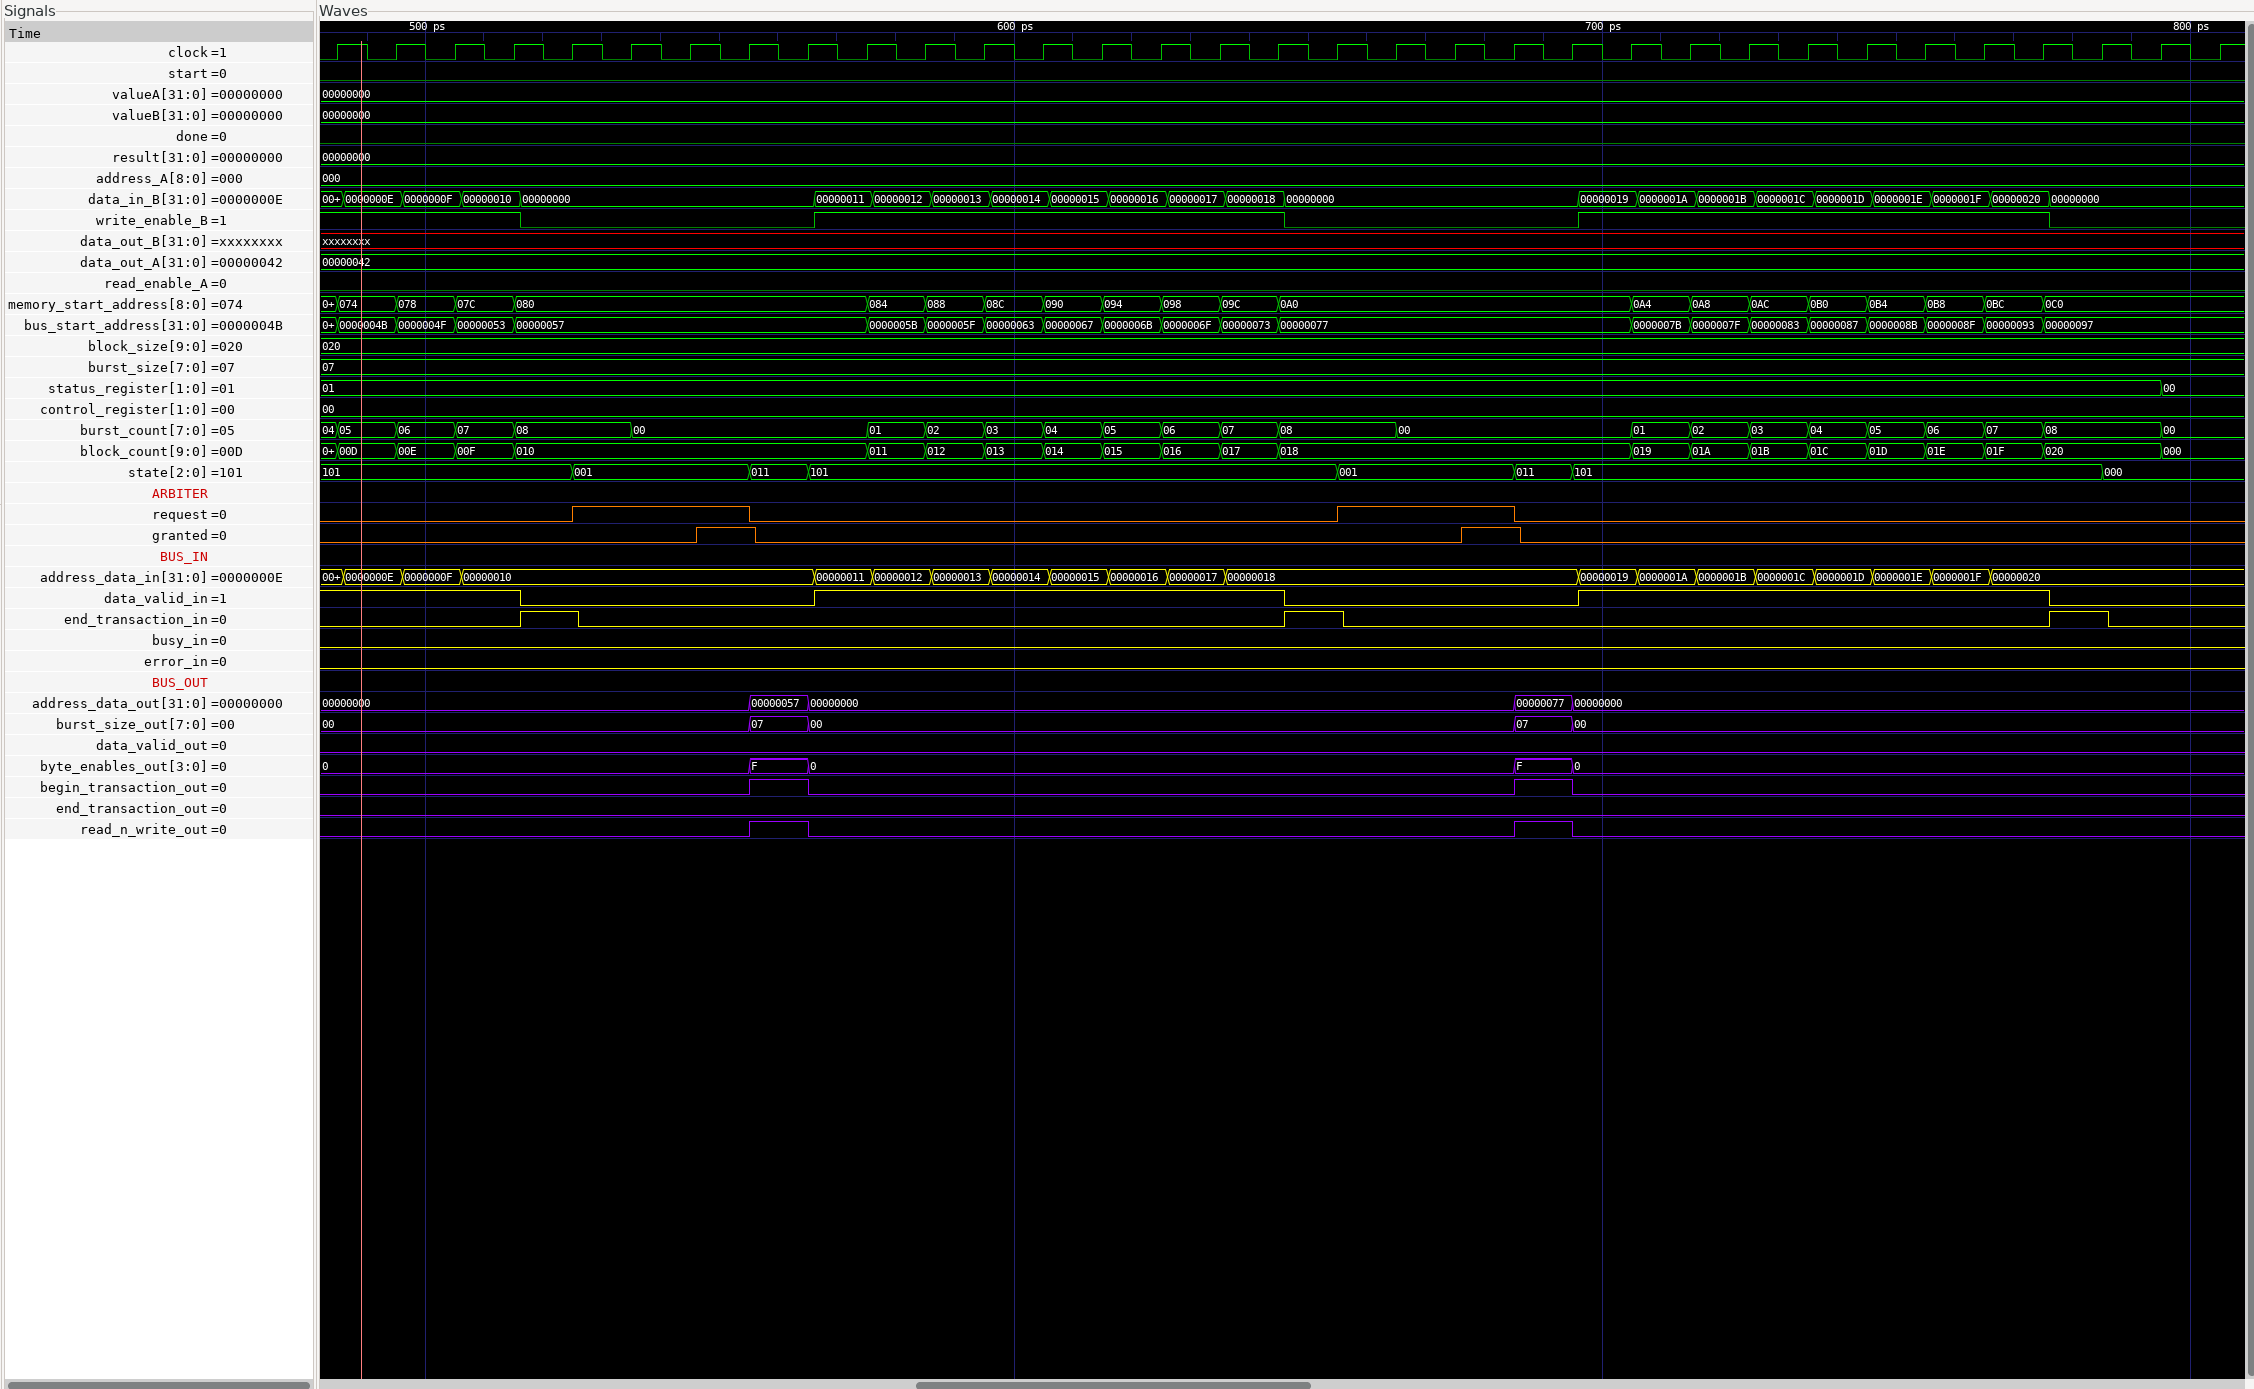 Signals
Waves
Time
500 ps 600 ps 700 ps 800 ps
clock=1
start=0
valueA[31:0]=00000000 00000000
valueB[31:0]=00000000 00000000
done=0
result[31:0]=00000000 00000000
address_A[8:0]=000 000
data_in_B[31:0]=0000000E 00+ 0000000E 0000000F 00000010 00000000 00000011 00000012 00000013 00000014 00000015 00000016 00000017 00000018 00000000 00000019 0000001A 0000001B 0000001C 0000001D 0000001E 0000001F 00000020 00000000
write_enable_B=1
data_out_B[31:0]=xxxxxxxx xxxxxxxx
data_out_A[31:0]=00000042 00000042
read_enable_A=0
memory_start_address[8:0]=074 0+ 074 078 07C 080 084 088 08C 090 094 098 09C 0A0 0A4 0A8 0AC 0B0 0B4 0B8 0BC 0C0
bus_start_address[31:0]=0000004B 0+ 0000004B 0000004F 00000053 00000057 0000005B 0000005F 00000063 00000067 0000006B 0000006F 00000073 00000077 0000007B 0000007F 00000083 00000087 0000008B 0000008F 00000093 00000097
block_size[9:0]=020 020
burst_size[7:0]=07 07
status_register[1:0]=01 01 00
control_register[1:0]=00 00
burst_count[7:0]=05 04 05 06 07 08 00 01 02 03 04 05 06 07 08 00 01 02 03 04 05 06 07 08 00
block_count[9:0]=00D 0+ 00D 00E 00F 010 011 012 013 014 015 016 017 018 019 01A 01B 01C 01D 01E 01F 020 000
state[2:0]=101 101 001 011 101 001 011 101 000
ARBITER
request=0
granted=0
BUS_IN
address_data_in[31:0]=0000000E 00+ 0000000E 0000000F 00000010 00000011 00000012 00000013 00000014 00000015 00000016 00000017 00000018 00000019 0000001A 0000001B 0000001C 0000001D 0000001E 0000001F 00000020
data_valid_in=1
end_transaction_in=0
busy_in=0
error_in=0
BUS_OUT
address_data_out[31:0]=00000000 00000000 00000057 00000000 00000077 00000000
burst_size_out[7:0]=00 00 07 00 07 00
data_valid_out=0
byte_enables_out[3:0]=0 0 F 0 F 0
begin_transaction_out=0
end_transaction_out=0
read_n_write_out=0